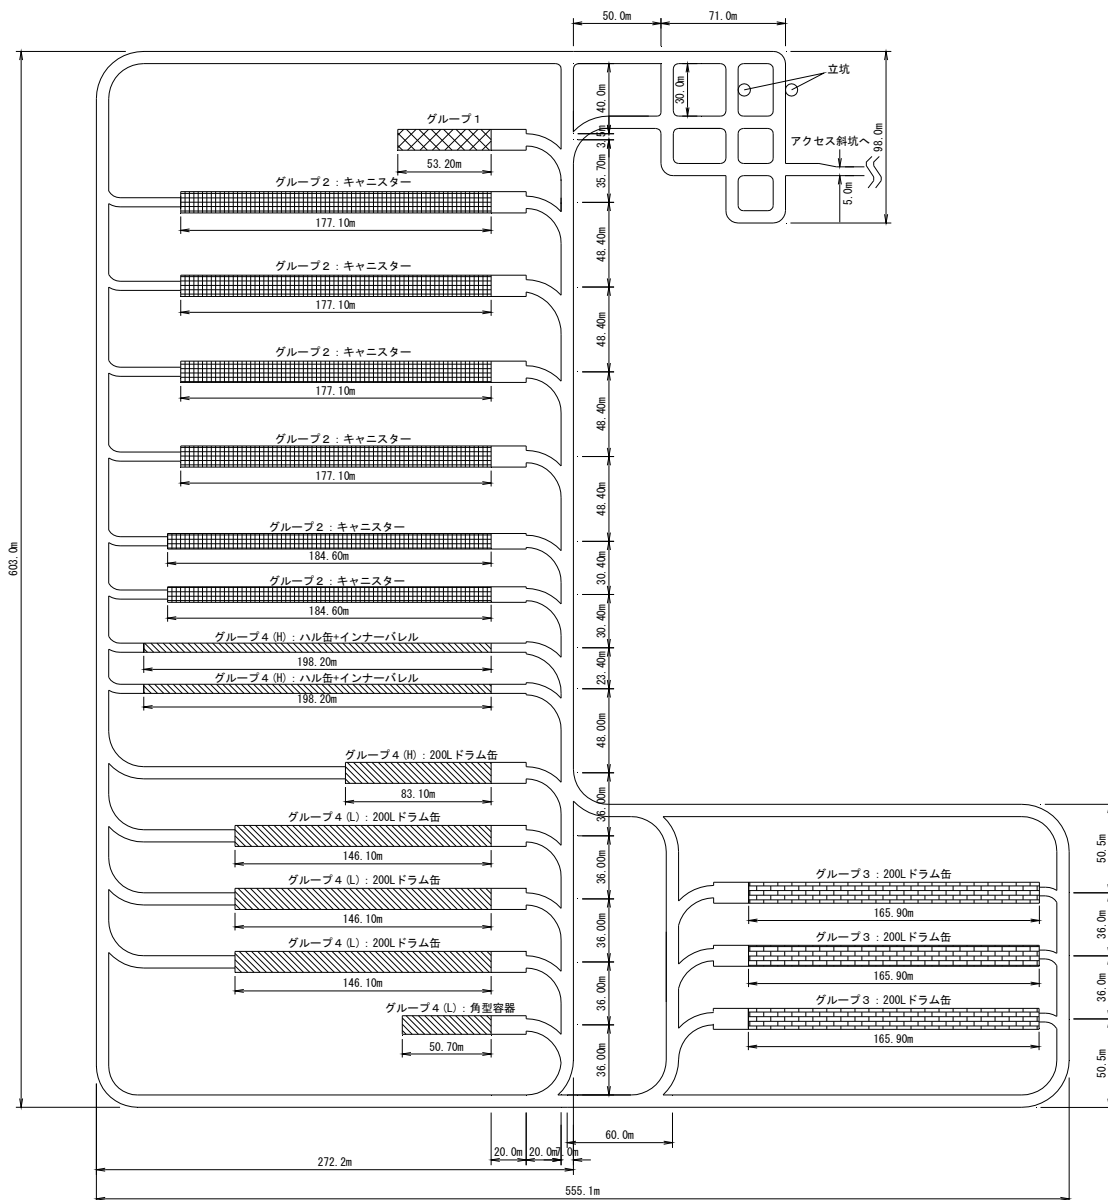 50.0m
71.0m
立坑
40.0m
30.0m
98.0m
グループ1
3.5m
アクセス斜坑へ
53.20m
35.70m
5.0m
グループ2：キャニスター
177.10m
48.40m
グループ2：キャニスター
177.10m
48.40m
グループ2：キャニスター
177.10m
48.40m
グループ2：キャニスター
177.10m
48.40m
グループ2：キャニスター
184.60m
603.0m
30.40m
グループ2：キャニスター
184.60m
30.40m
グループ4(H)：ハル缶+インナーバレル
198.20m
23.40m
グループ4(H)：ハル缶+インナーバレル
198.20m
48.00m
グループ4(H)：200Lドラム缶
83.10m
36.00m
グループ4(L)：200Lドラム缶
146.10m
36.00m
50.5m
グループ4(L)：200Lドラム缶
146.10m
36.00m
グループ3：200Lドラム缶
165.90m
36.0m
グループ4(L)：200Lドラム缶
146.10m
36.00m
グループ3：200Lドラム缶
165.90m
36.0m
グループ4(L)：角型容器
50.70m
36.00m
グループ3：200Lドラム缶
165.90m
50.5m
60.0m
20.0m
20.0m
7.0m
272.2m
555.1m